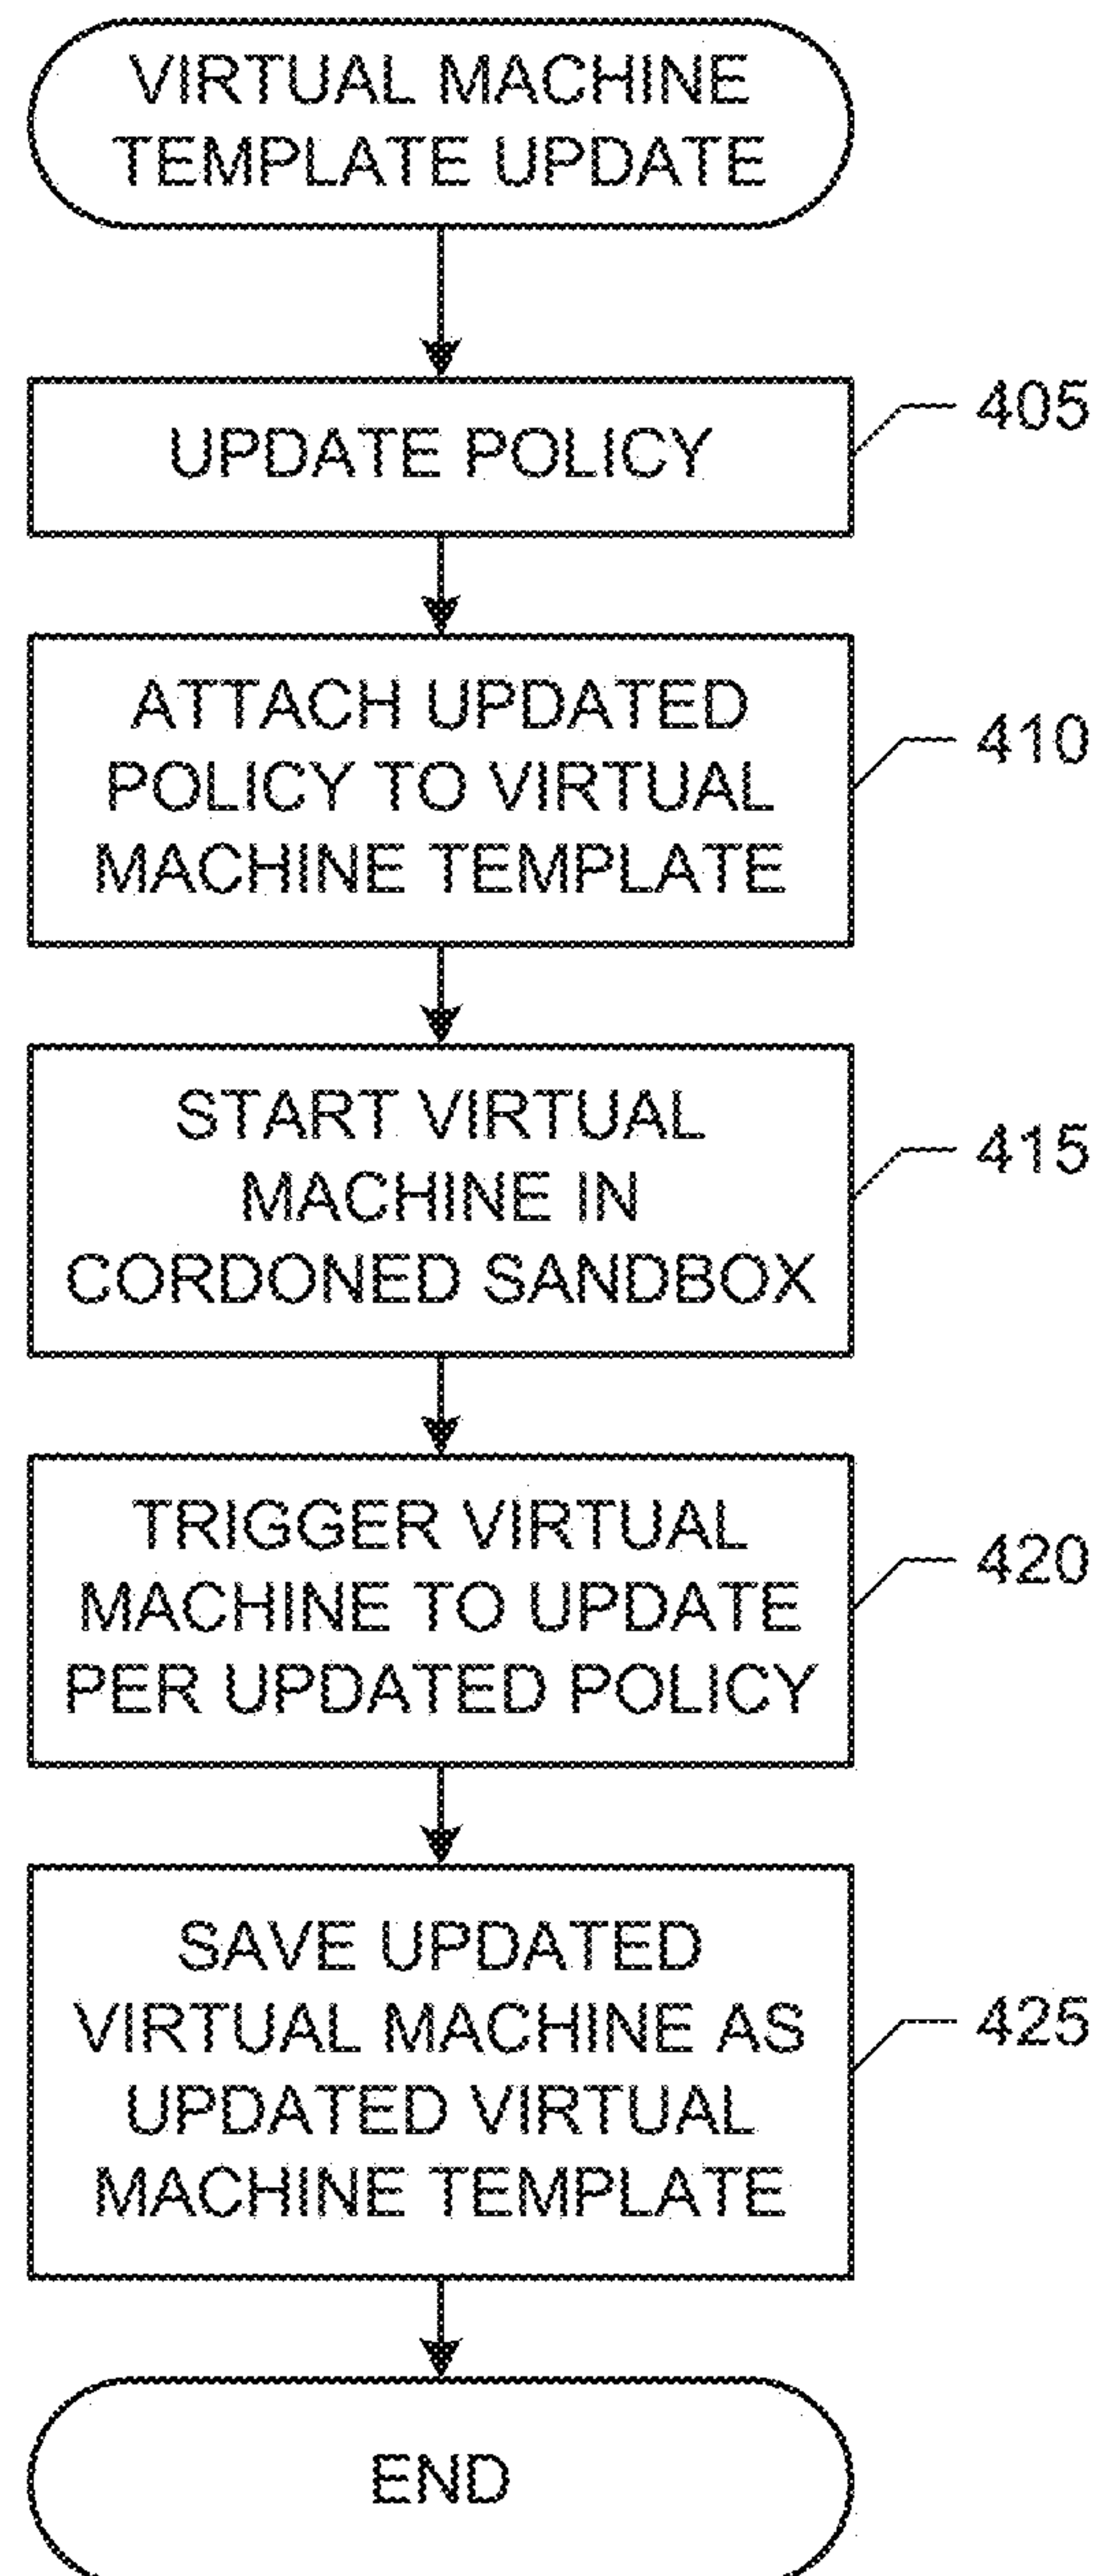 VIRTUAL MACHINE
TEMPLATE UPDATE
UPDATE POLICY
405
ATTACH UPDATED
POLICY TO VIRTUAL
MACHINE TEMPLATE
410
START VIRTUAL
MACHINE IN
CORDONED SANDBOX
415
TRIGGER VIRTUAL
MACHINE TO UPDATE
PER UPDATED POLICY
420
SAVE UPDATED
VIRTUAL MACHINE AS
UPDATED VIRTUAL
MACHINE TEMPLATE
425
END